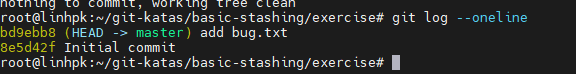 nothing to commit, working tree clean
root@linhpk:~/git-katas/basic-stashing/exercise# git log --oneline
bd9ebb8 (HEAD -> master) add bug.txt
8e5d42f Initial commit
root@linhpk:~/git-katas/basic-stashing/exercise#